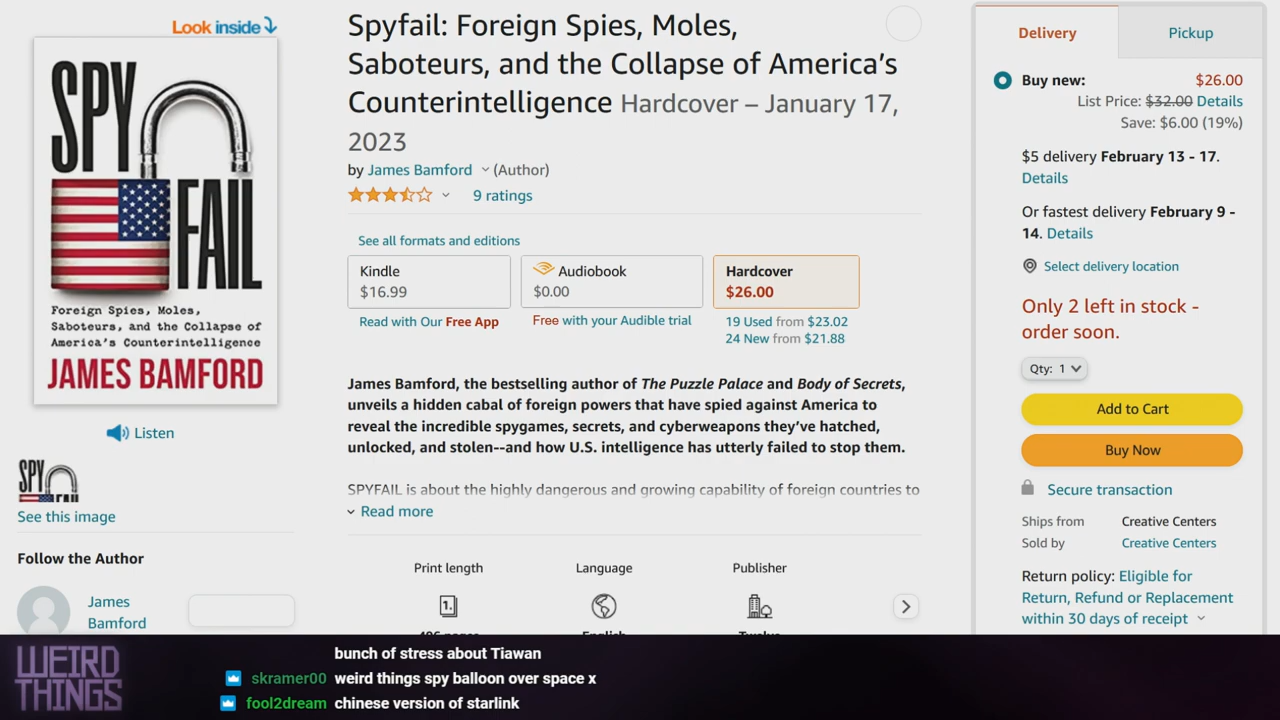 Look inside
SPY
FAIL
Foreign Spies, Moles,
Saboteurs, and the Collapse of
America's Counterintelligence
JAMES BAMFORD
Listen
SPY
FAIL
See this image
Follow the Author
James
Bamford
Spyfail: Foreign Spies, Moles,
Saboteurs, and the Collapse of America's
Counterintelligence Hardcover – January 17,
2023
by James Bamford (Author)
9 ratings
See all formats and editions
Kindle
$16.99
Read with Our Free App
Audiobook
$0.00
Free with your Audible trial
Hardcover
$26.00
19 Used from $23.02
24 New from $21.88
James Bamford, the bestselling author of The Puzzle Palace and Body of Secrets,
unveils a hidden cabal of foreign powers that have spied against America to
reveal the incredible spygames, secrets, and cyberweapons they've hatched,
unlocked, and stolen--and how U.S. intelligence has utterly failed to stop them.
SPYFAIL is about the highly dangerous and growing capability of foreign countries to
Read more
Print length
1.
Language
English
Publisher
Twelve
Delivery
Pickup
Buy new: $26.00
List Price: $32.00 Details
Save: $6.00 (19%)
$5 delivery February 13 - 17.
Details
Or fastest delivery February 9 -
14. Details
Select delivery location
Only 2 left in stock -
order soon.
Qty: 1
Add to Cart
Buy Now
Secure transaction
Ships from Creative Centers
Sold by Creative Centers
Return policy: Eligible for
Return, Refund or Replacement
within 30 days of receipt
WEIRD
THINGS
bunch of stress about Tiawan
skramer00 weird things spy balloon over space x
fool2dream chinese version of starlink